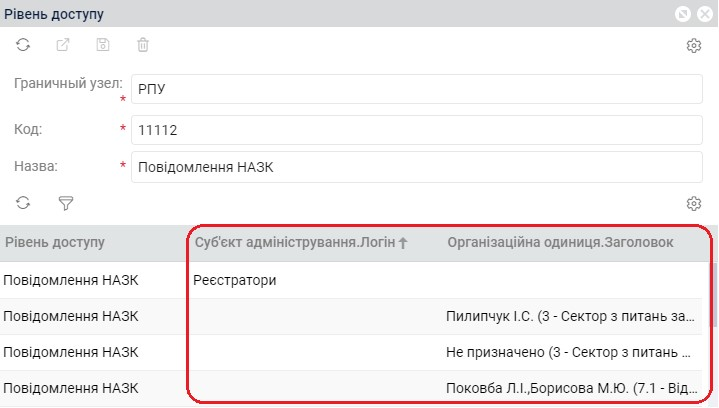 Рівень доступу
Граничний узел: * РПУ
Код: * 11112
Назва: * Повідомлення НАЗК
Рівень доступу Суб'єкт адміністрування.Логін ↑ Організаційна одиниця.Заголовок
Повідомлення НАЗК Реєстратори
Повідомлення НАЗК Пилипчук І.С. (3 - Сектор з питань за...
Повідомлення НАЗК Не призначено (3 - Сектор з питань ...
Повідомлення НАЗК Поковба Л.І.,Борисова М.Ю. (7.1 - Від...